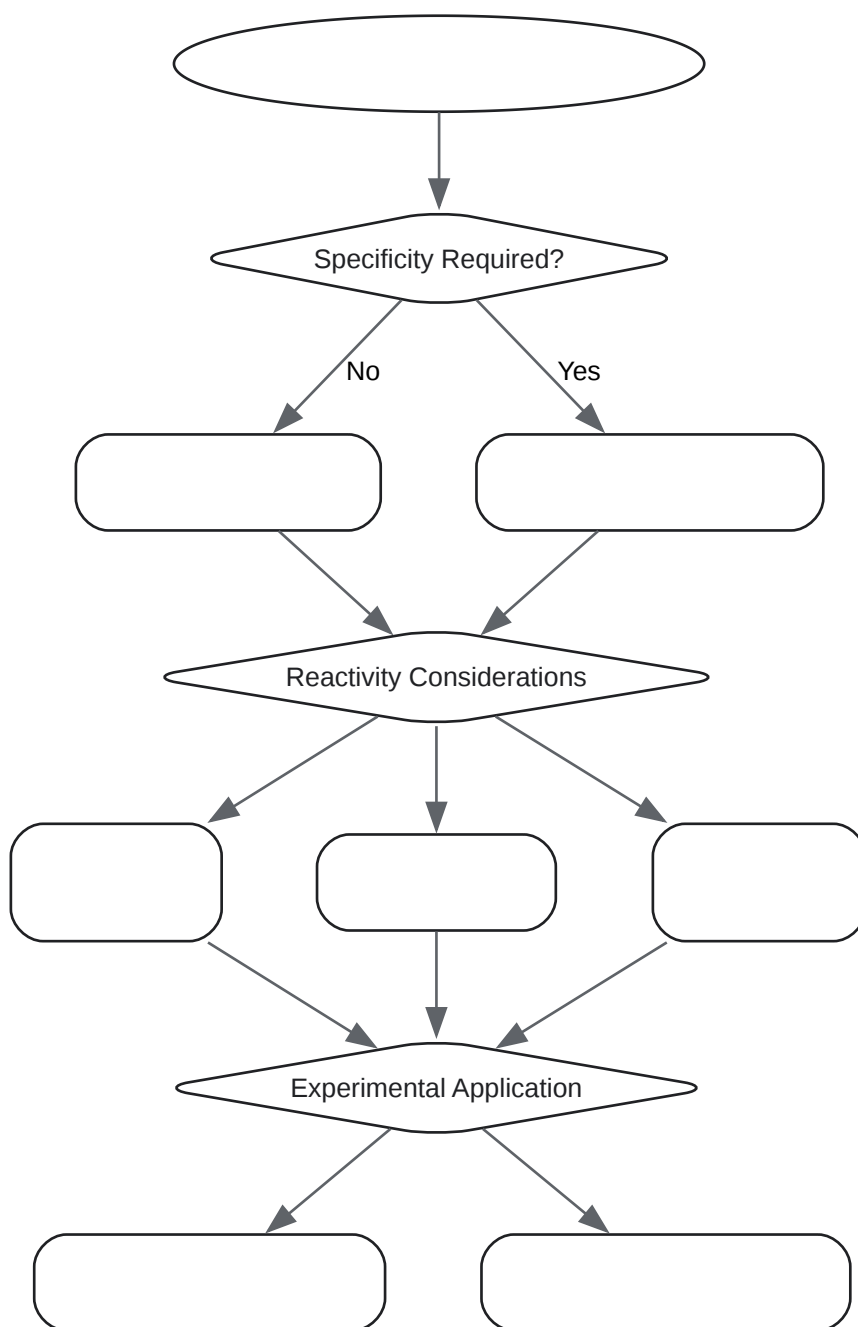 Specificity Required?
No
Yes
Reactivity Considerations
Experimental Application